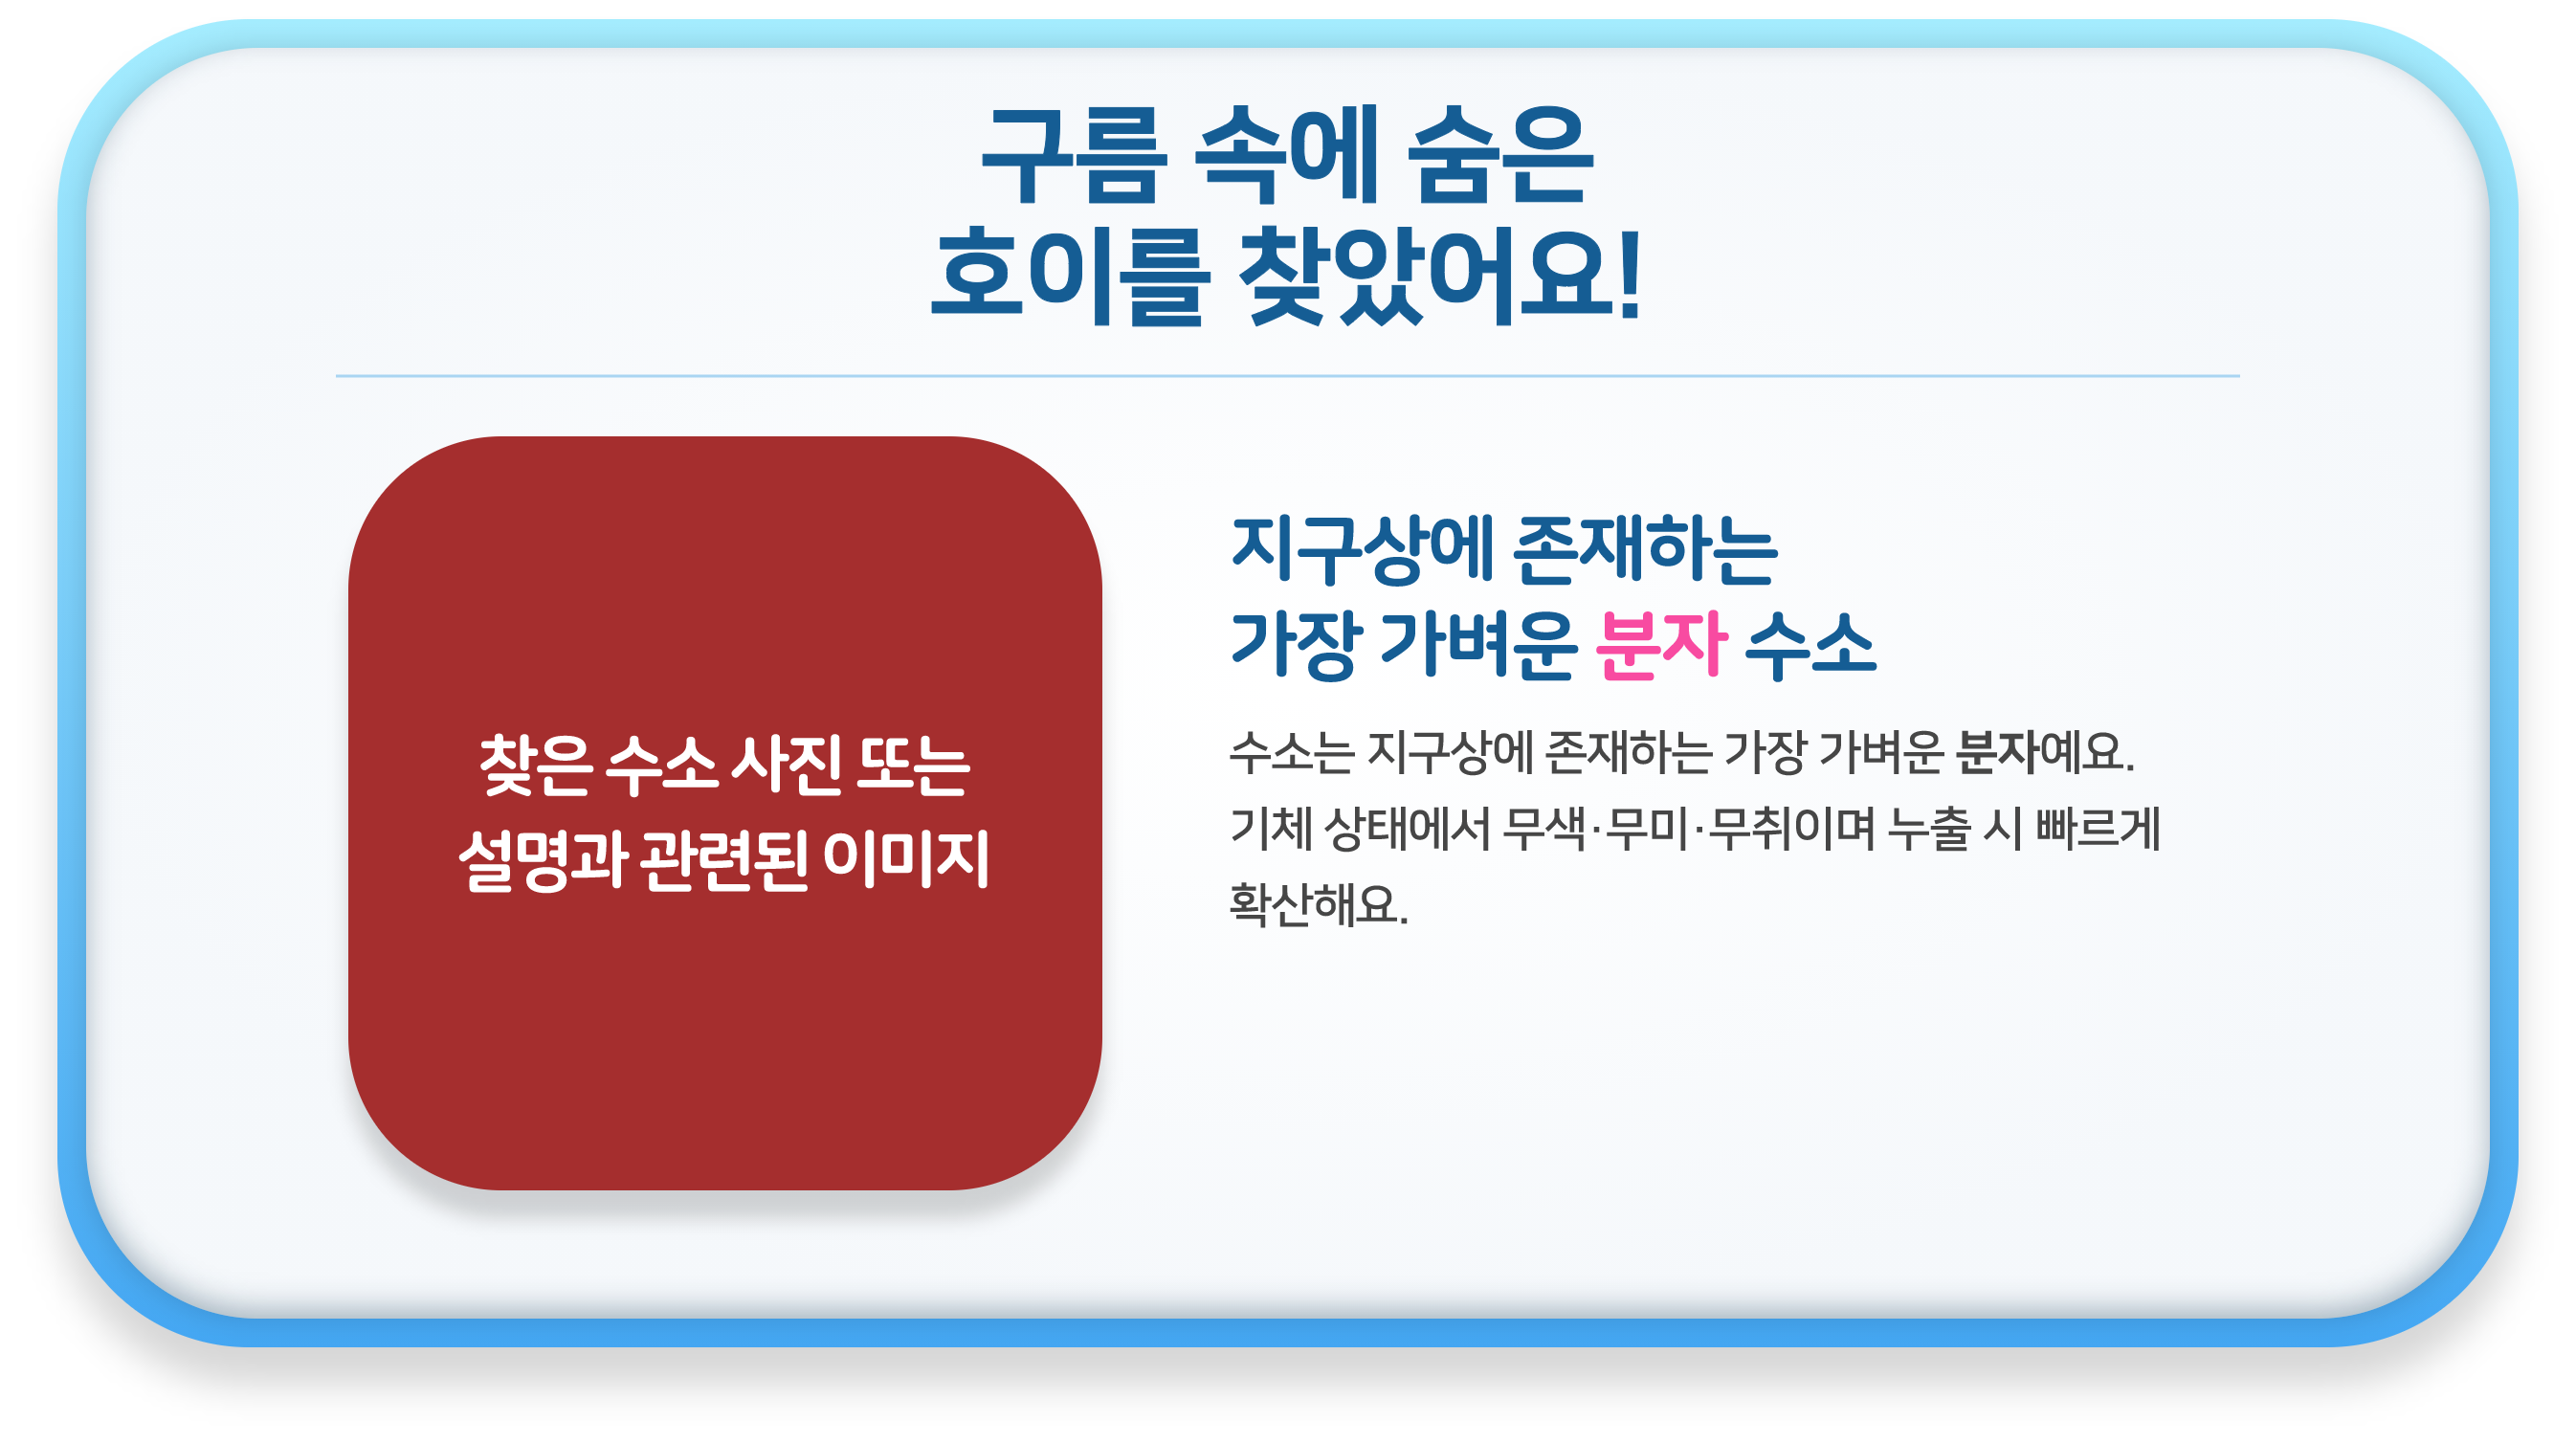 구름 속에 숨은
호이를 찾았어요!
찾은 수소 사진 또는
설명과 관련된 이미지
지구상에 존재하는
가장 가벼운 분자 수소
수소는 지구상에 존재하는 가장 가벼운 분자예요.
기체 상태에서 무색·무미·무취이며 누출 시 빠르게
확산해요.